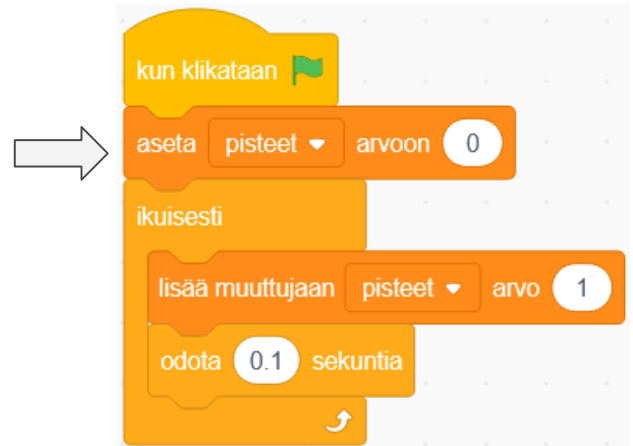 kun klikataan
aseta pisteet arvoon 0
ikuisesti
lisää muuttujaan pisteet arvo 1
odota 0.1 sekuntia